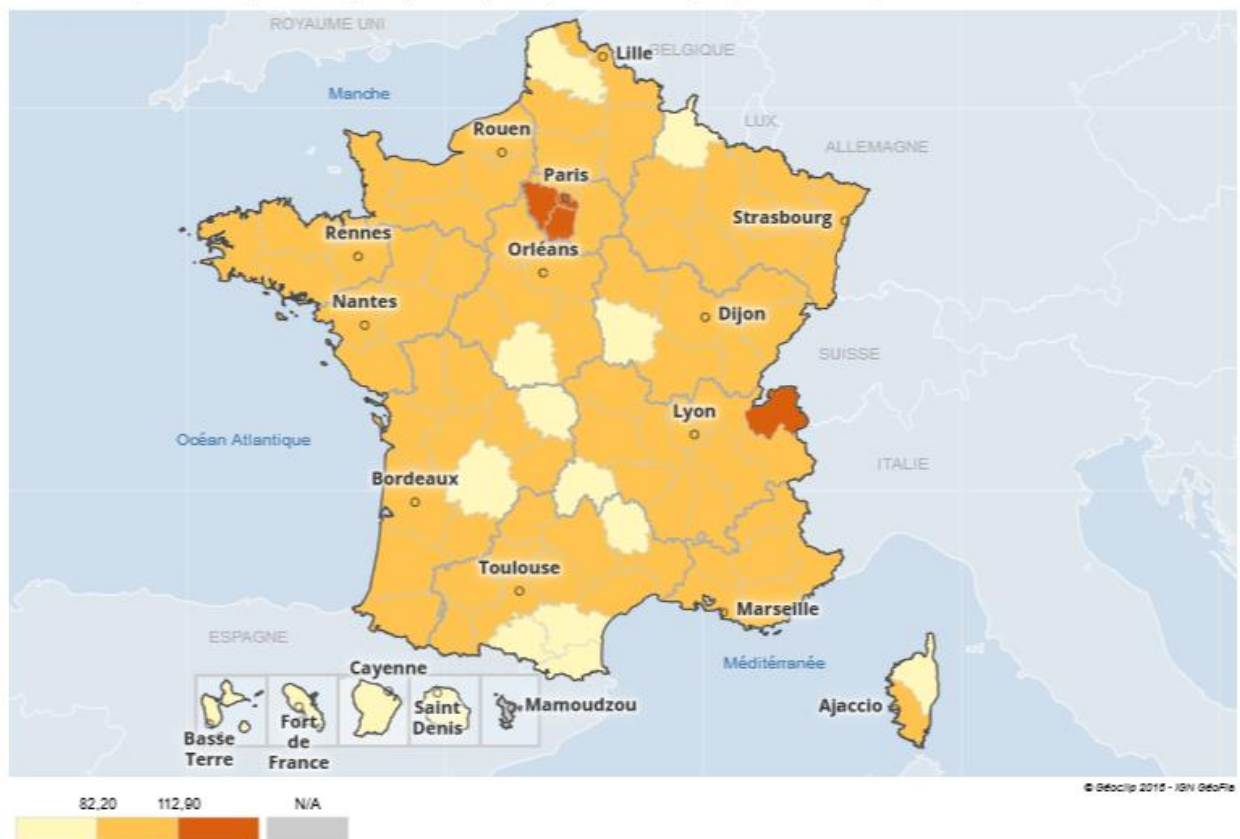 ROYAUME UNI
Lille
BELGIQUE
Manche
LUX
Rouen
ALLEMAGNE
Paris
Strasbourg
Rennes
Orléans
Nantes
Dijon
SUISSE
Lyon
Océan Atlantique
ITALIE
Bordeaux
Toulouse
Marseille
ESPAGNE
Méditérranée
Cayenne
Ajaccio
Mamoudzou
Saint
Denis
Fort
de
France
Basse
Terre
© Géoclip 2015 - IGN GéoFla
82,20 112,90 N/A